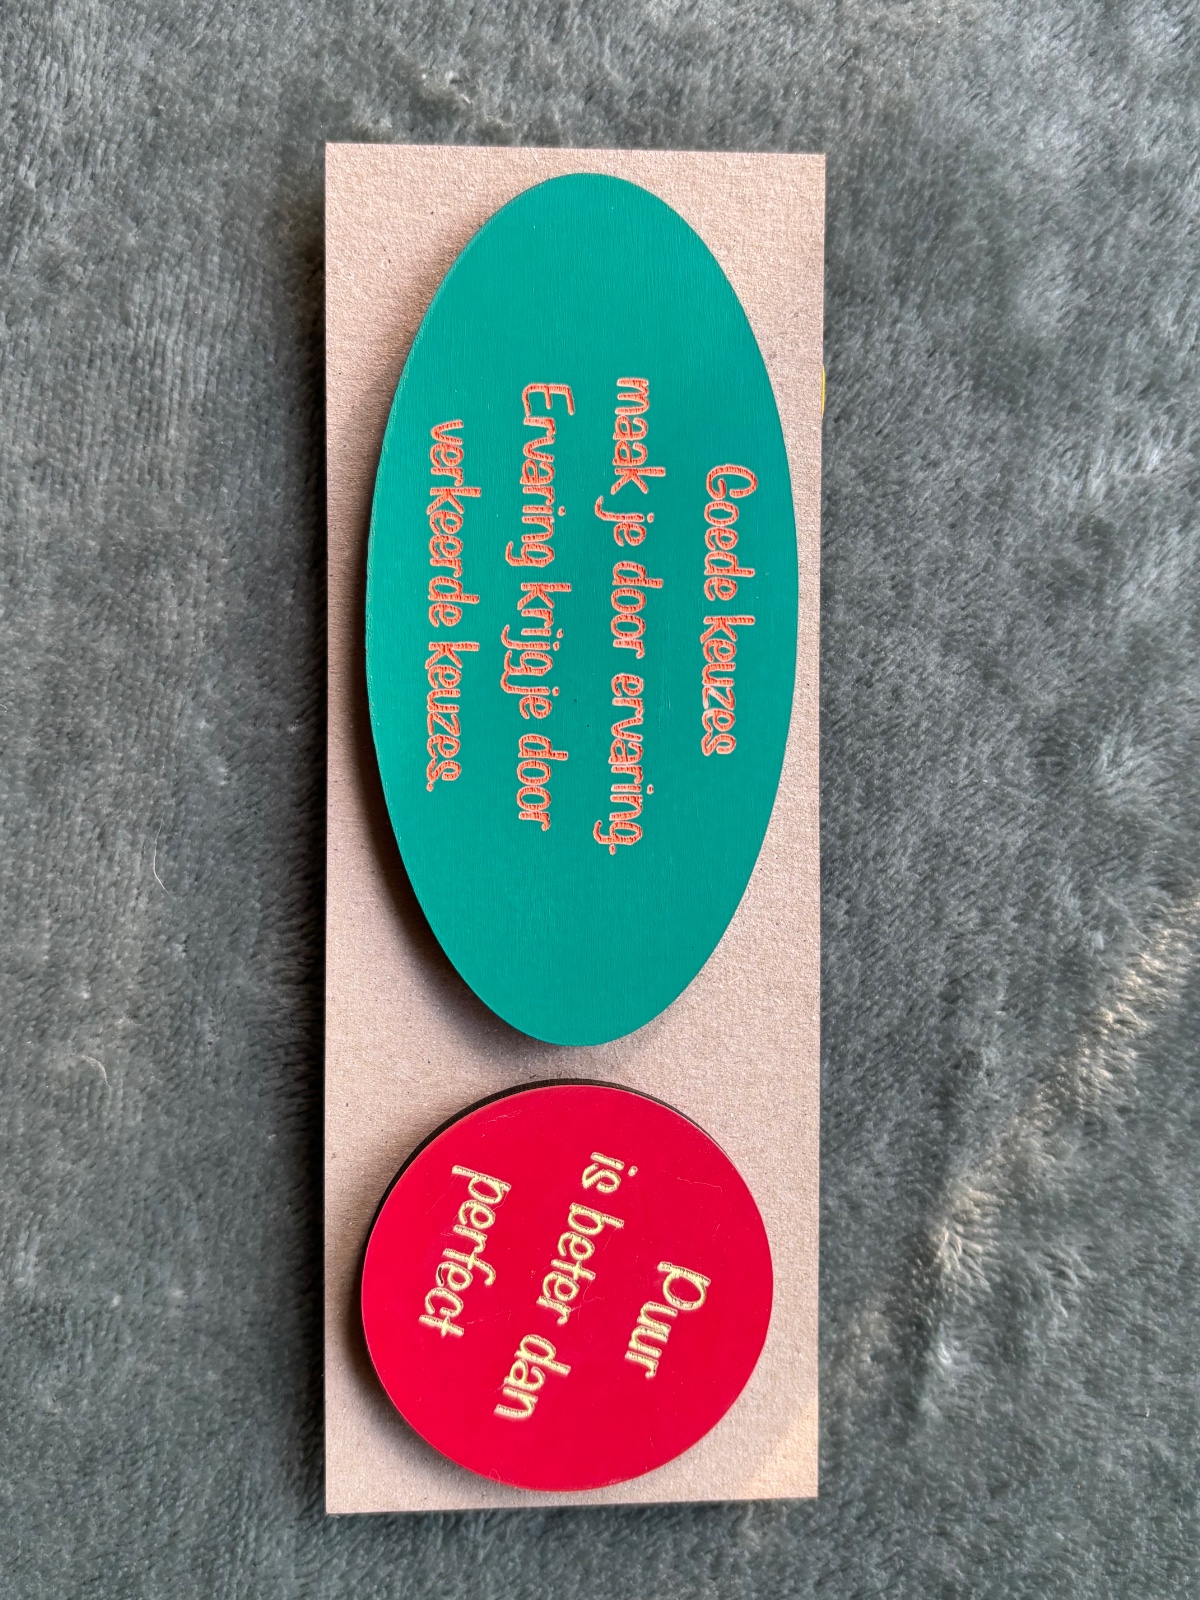 Goede keuzes
maak je door ervaring.
Ervaring krijg je door
verkeerde keuzes.
Puur
is beter dan
perfect